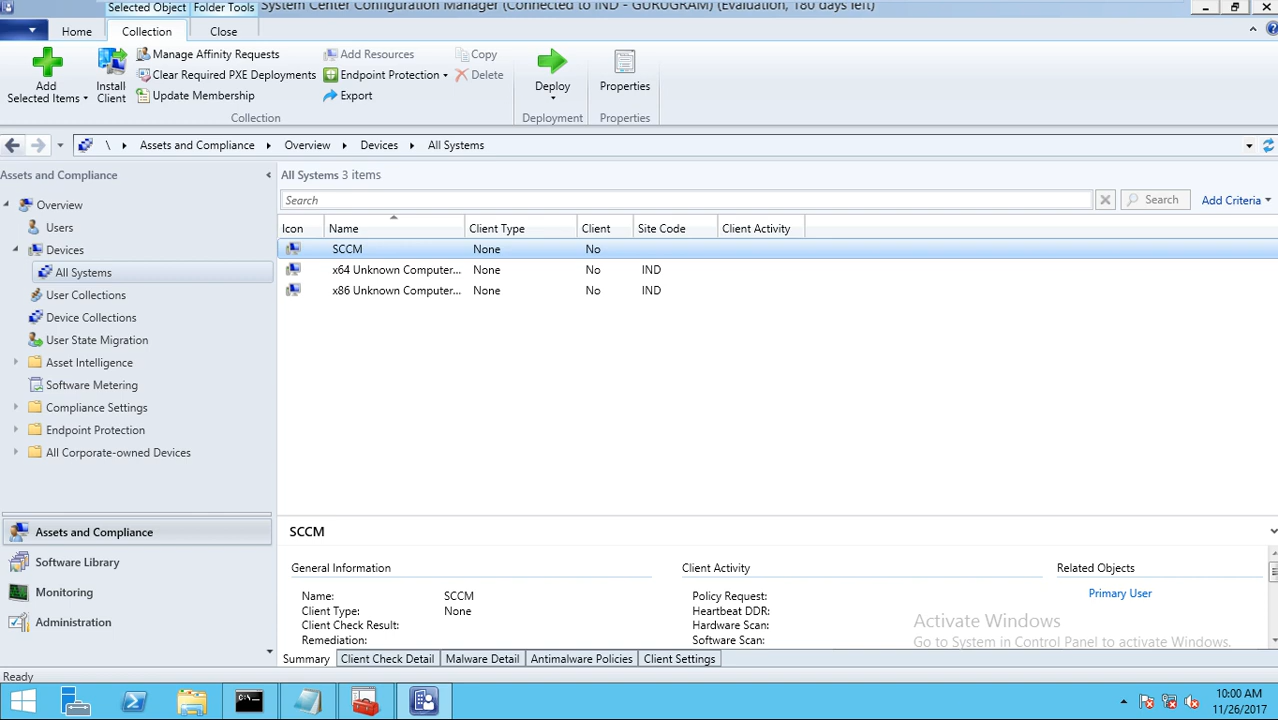 Selected Object Folder Tools System Center Configuration Manager (Connected to IND - GURUGRAM) (Evaluation, 180 days left)
Home Collection Close
Add Selected Items
Install Client
Manage Affinity Requests
Clear Required PXE Deployments
Update Membership
Add Resources
Endpoint Protection
Export
Copy
Delete
Deploy
Properties
Collection Deployment Properties
\ Assets and Compliance Overview Devices All Systems
Assets and Compliance
Overview
Users
Devices
All Systems
User Collections
Device Collections
User State Migration
Asset Intelligence
Software Metering
Compliance Settings
Endpoint Protection
All Corporate-owned Devices
Assets and Compliance
Software Library
Monitoring
Administration
All Systems 3 items
Search Search Add Criteria
Icon Name Client Type Client Site Code Client Activity
SCCM None No
x64 Unknown Computer... None No IND
x86 Unknown Computer... None No IND
SCCM
General Information
Name: SCCM
Client Type: None
Client Check Result:
Remediation:
Client Activity
Policy Request:
Heartbeat DDR:
Hardware Scan:
Software Scan:
Related Objects
Primary User
Activate Windows
Go to System in Control Panel to activate Windows.
Summary Client Check Detail Malware Detail Antimalware Policies Client Settings
Ready
10:00 AM
11/26/2017